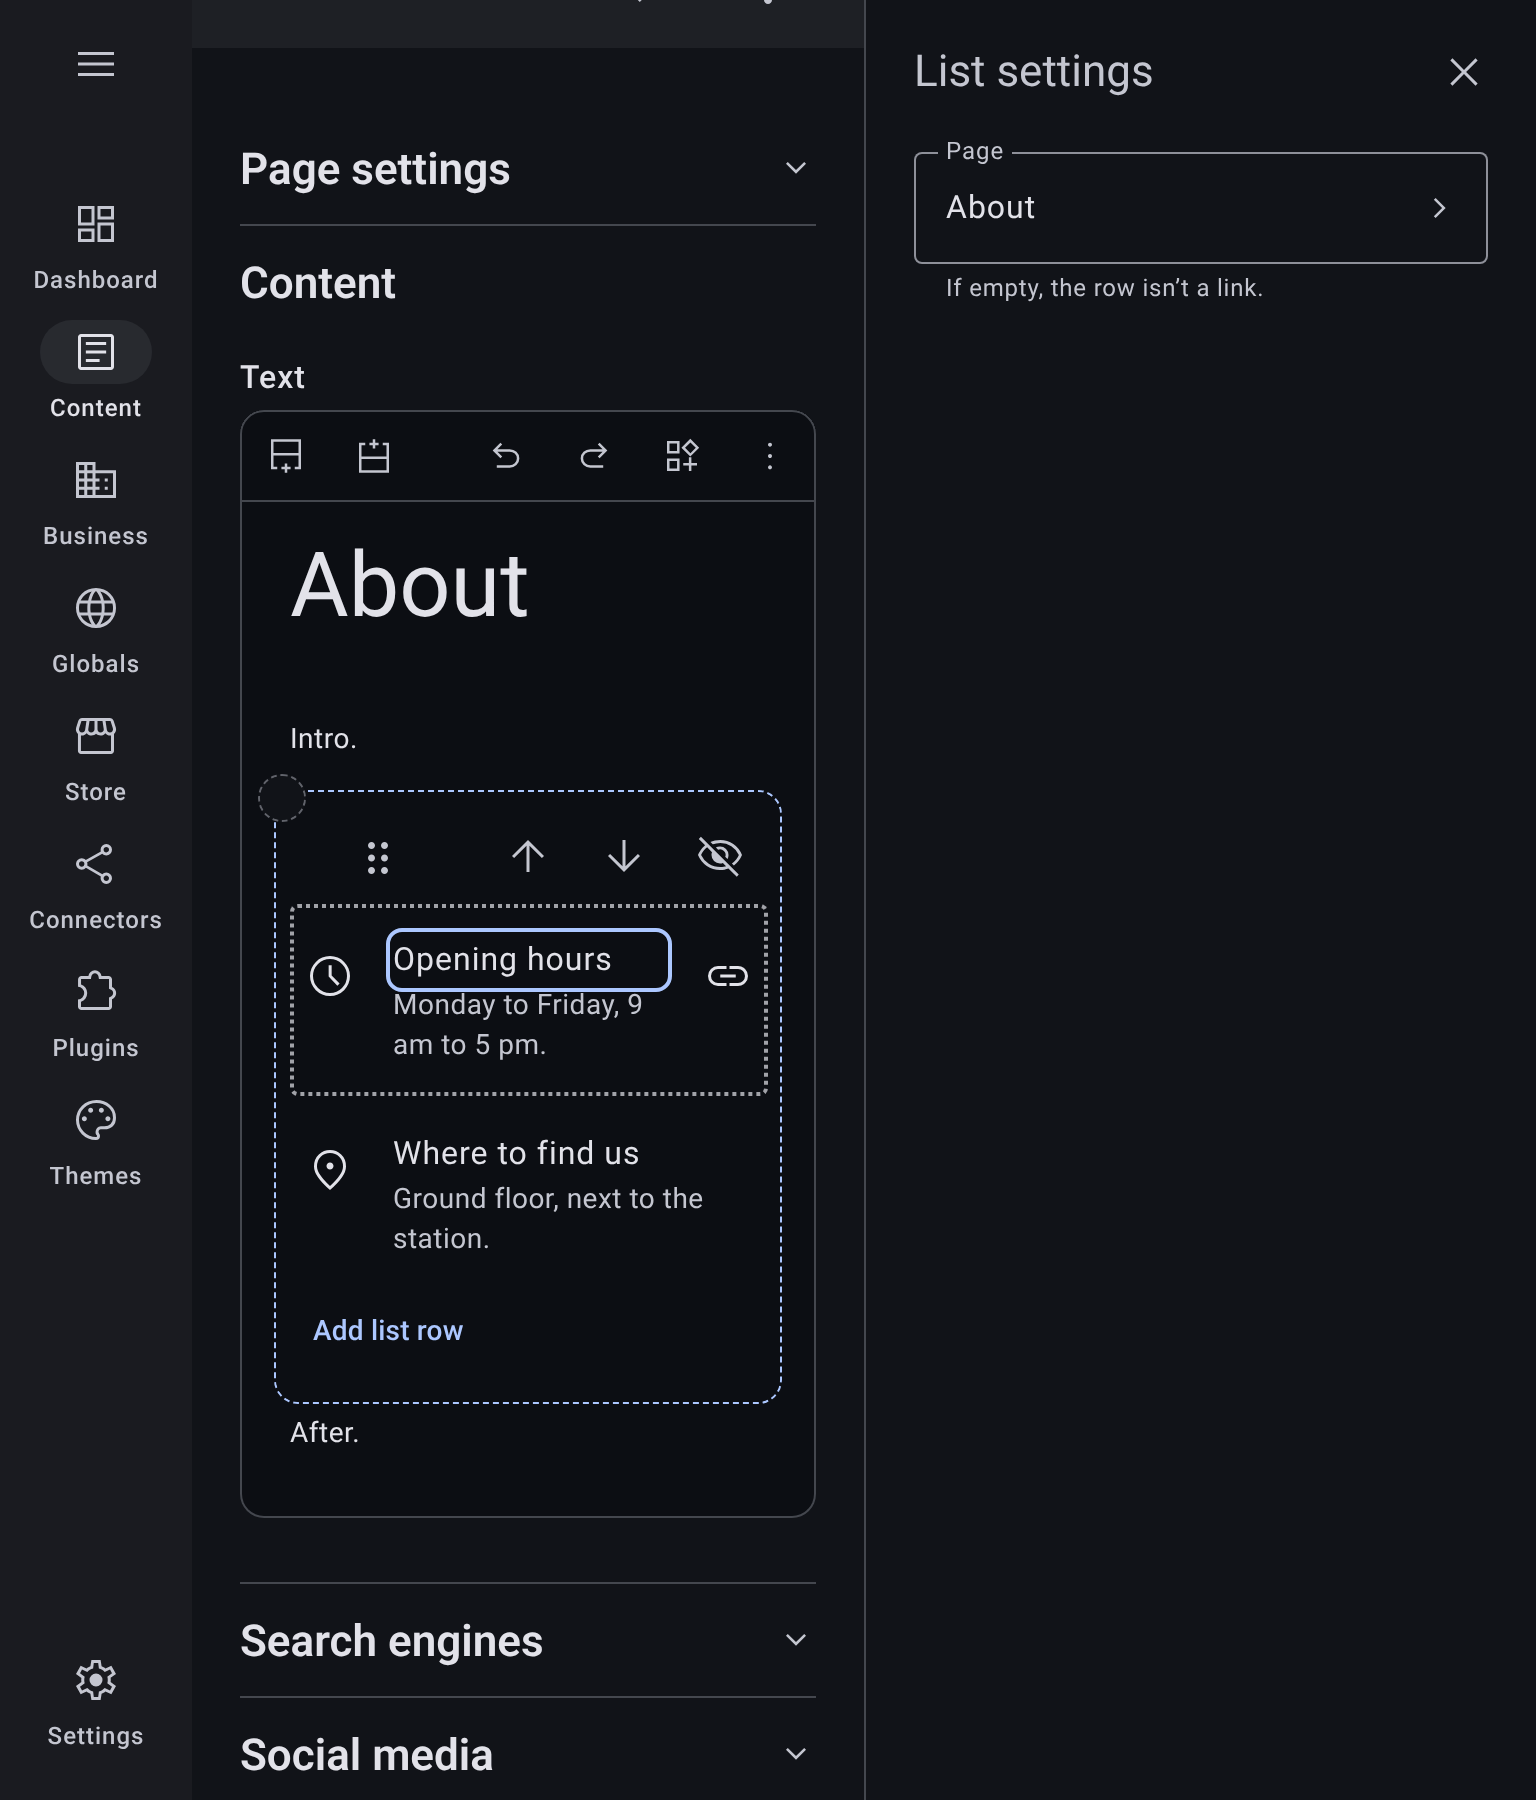 Dashboard
Content
Business
Globals
Store
Connectors
Plugins
Themes
Settings
Page settings
Content
Text
About
Intro.
Opening hours
Monday to Friday, 9
am to 5 pm.
Where to find us
Ground floor, next to the
station.
Add list row
After.
Search engines
Social media
List settings
Page
About
If empty, the row isn’t a link.